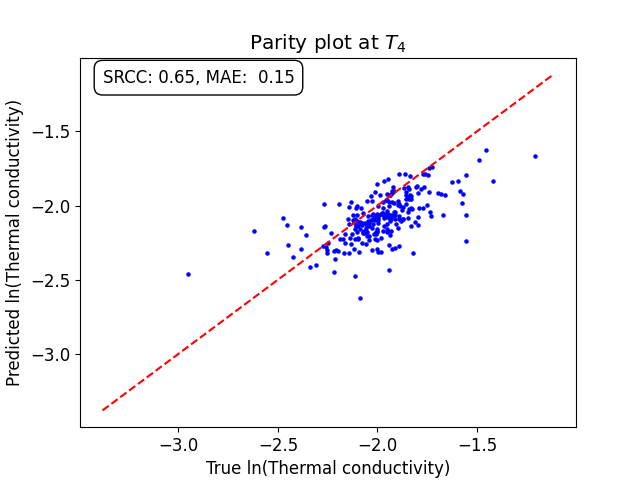 Parity plot at T₄
SRCC: 0.65, MAE:  0.15
Predicted ln(Thermal conductivity)
−1.5
−2.0
−2.5
−3.0
−3.0
−2.5
−2.0
−1.5
True ln(Thermal conductivity)